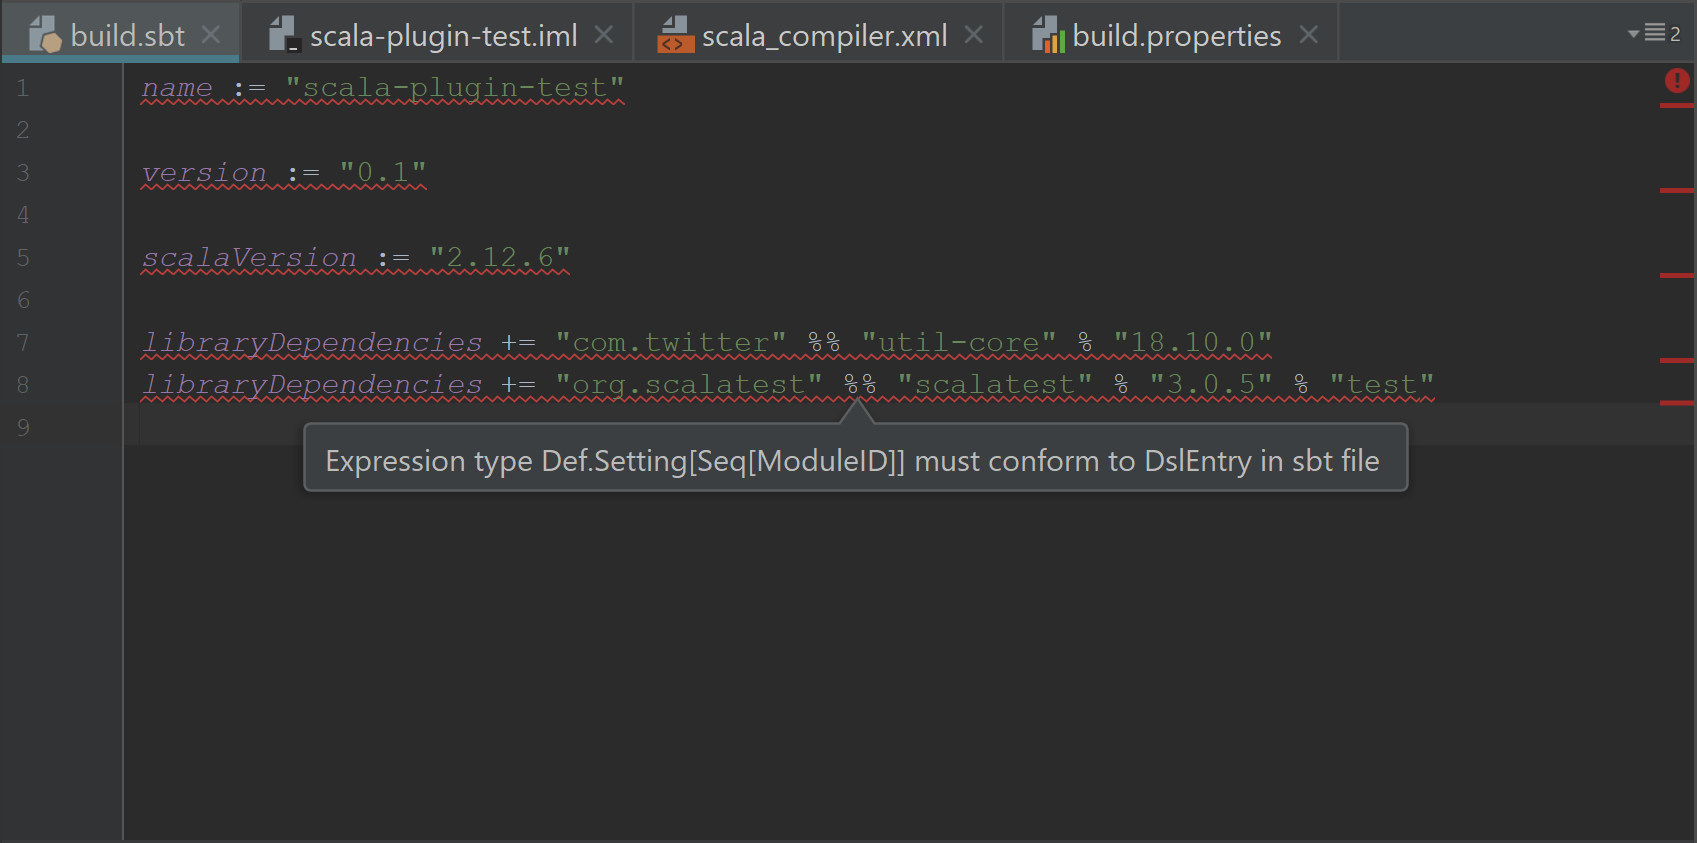 build.sbt scala-plugin-test.iml scala_compiler.xml build.properties 2
1 name := "scala-plugin-test"
2
3 version := "0.1"
4
5 scalaVersion := "2.12.6"
6
7 libraryDependencies += "com.twitter" %% "util-core" % "18.10.0"
8 libraryDependencies += "org.scalatest" %% "scalatest" % "3.0.5" % "test"
9
Expression type Def.Setting[Seq[ModuleID]] must conform to DslEntry in sbt file